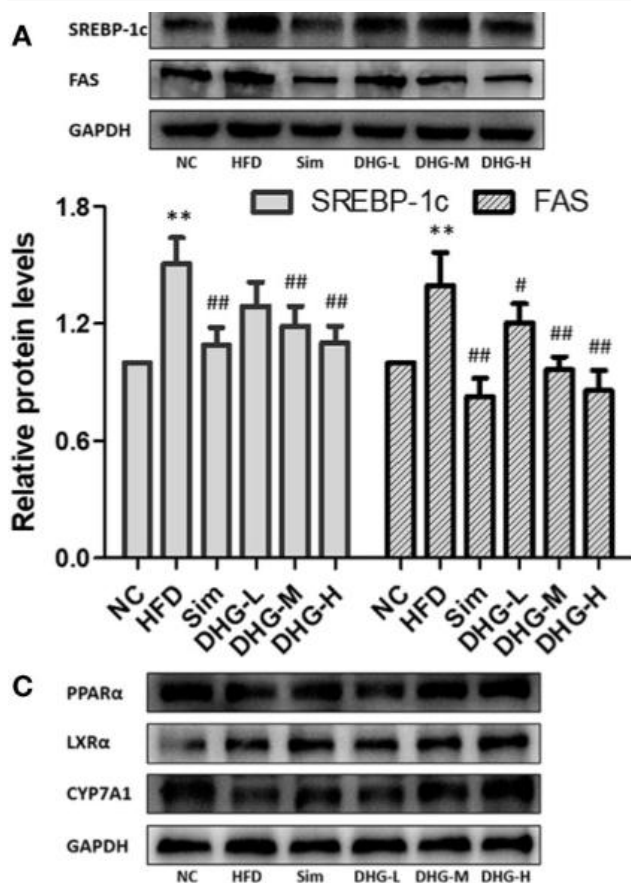 A
SREBP-1c
FAS
GAPDH
NC HFD Sim DHG-L DHG-M DHG-H
SREBP-1c FAS
Relative protein levels
1.8
1.2
0.6
0.0
** ## ## ## ** ## # ## ##
NC HFD Sim DHG-L DHG-M DHG-H NC HFD Sim DHG-L DHG-M DHG-H
C
PPARα
LXRα
CYP7A1
GAPDH
NC HFD Sim DHG-L DHG-M DHG-H